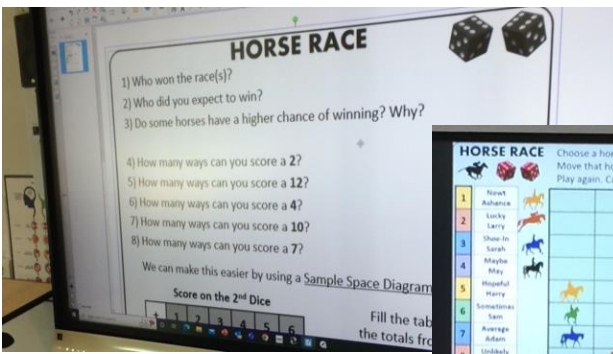 HORSE RACE
1) Who won the race(s)?
2) Who did you expect to win?
3) Do some horses have a higher chance of winning? Why?
4) How many ways can you score a 2?
5) How many ways can you score a 12?
6) How many ways can you score a 4?
7) How many ways can you score a 10?
8) How many ways can you score a 7?
We can make this easier by using a Sample Space Diagram
Score on the 2nd Dice
+ 1 2 3 4 5 6
Fill the tab
the totals fro
HORSE RACE
Choose a hor
Move that ho
Play again. Ca
1 Nowt
Achance
2 Lucky
Larry
3 Shoe-In
Sarah
4 Maybe
May
5 Hopeful
Harry
6 Sometimes
Sam
7 Average
Adam
Unlikely